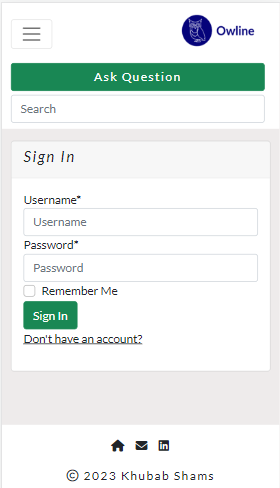 Owline
Ask Question
Search
Sign In
Username*
Username
Password*
Password
Remember Me
Sign In
Don't have an account?
© 2023 Khubab Shams